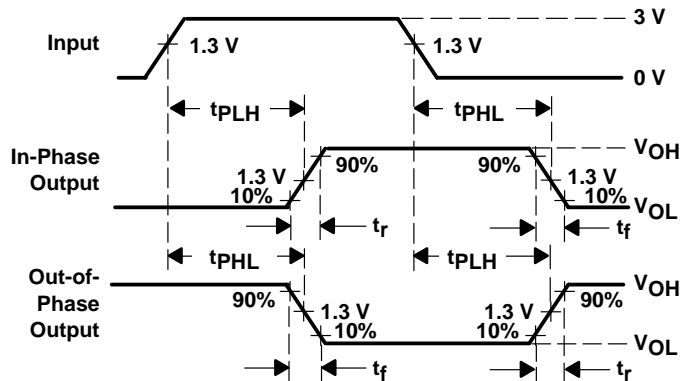 3 V
Input
1.3 V
1.3 V
0 V
tPLH
tPHL
In-Phase
Output
VOH
90%
90%
1.3 V
1.3 V
10%
10%
VOL
tr
tf
tPHL
tPLH
Out-of-
Phase
Output
VOH
90%
90%
1.3 V
1.3 V
10%
10%
VOL
tf
tr